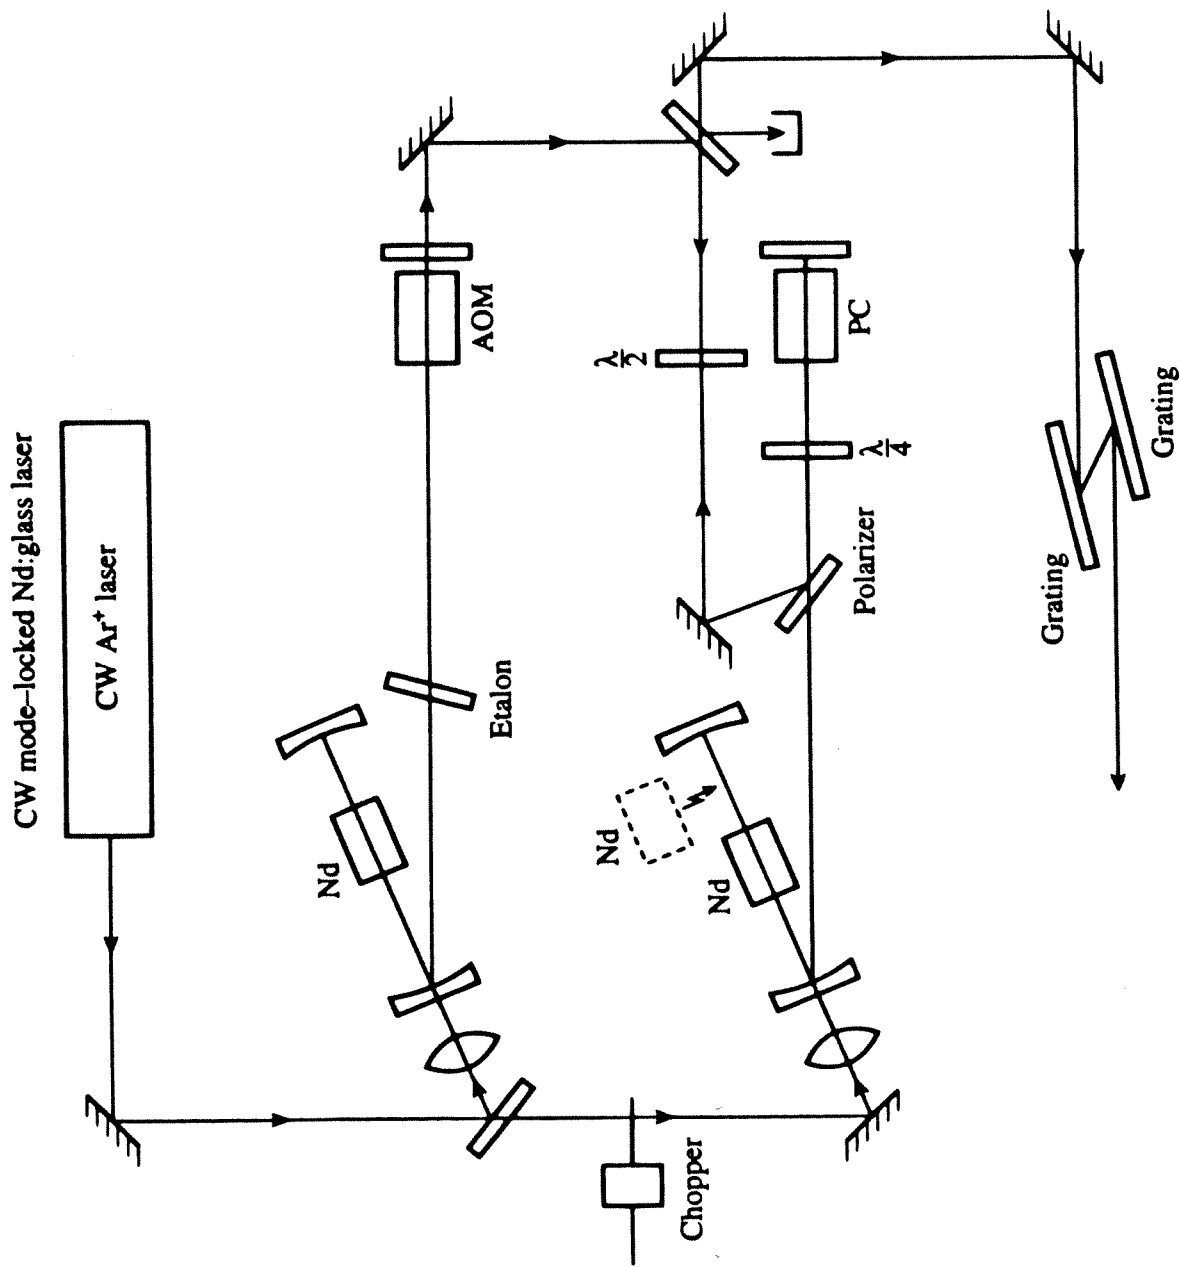 CW mode–locked Nd:glass laser
CW Ar⁺ laser
Nd
Etalon
AOM
Nd
Nd
Polarizer
λ/2
λ/4
PC
Chopper
Grating
Grating